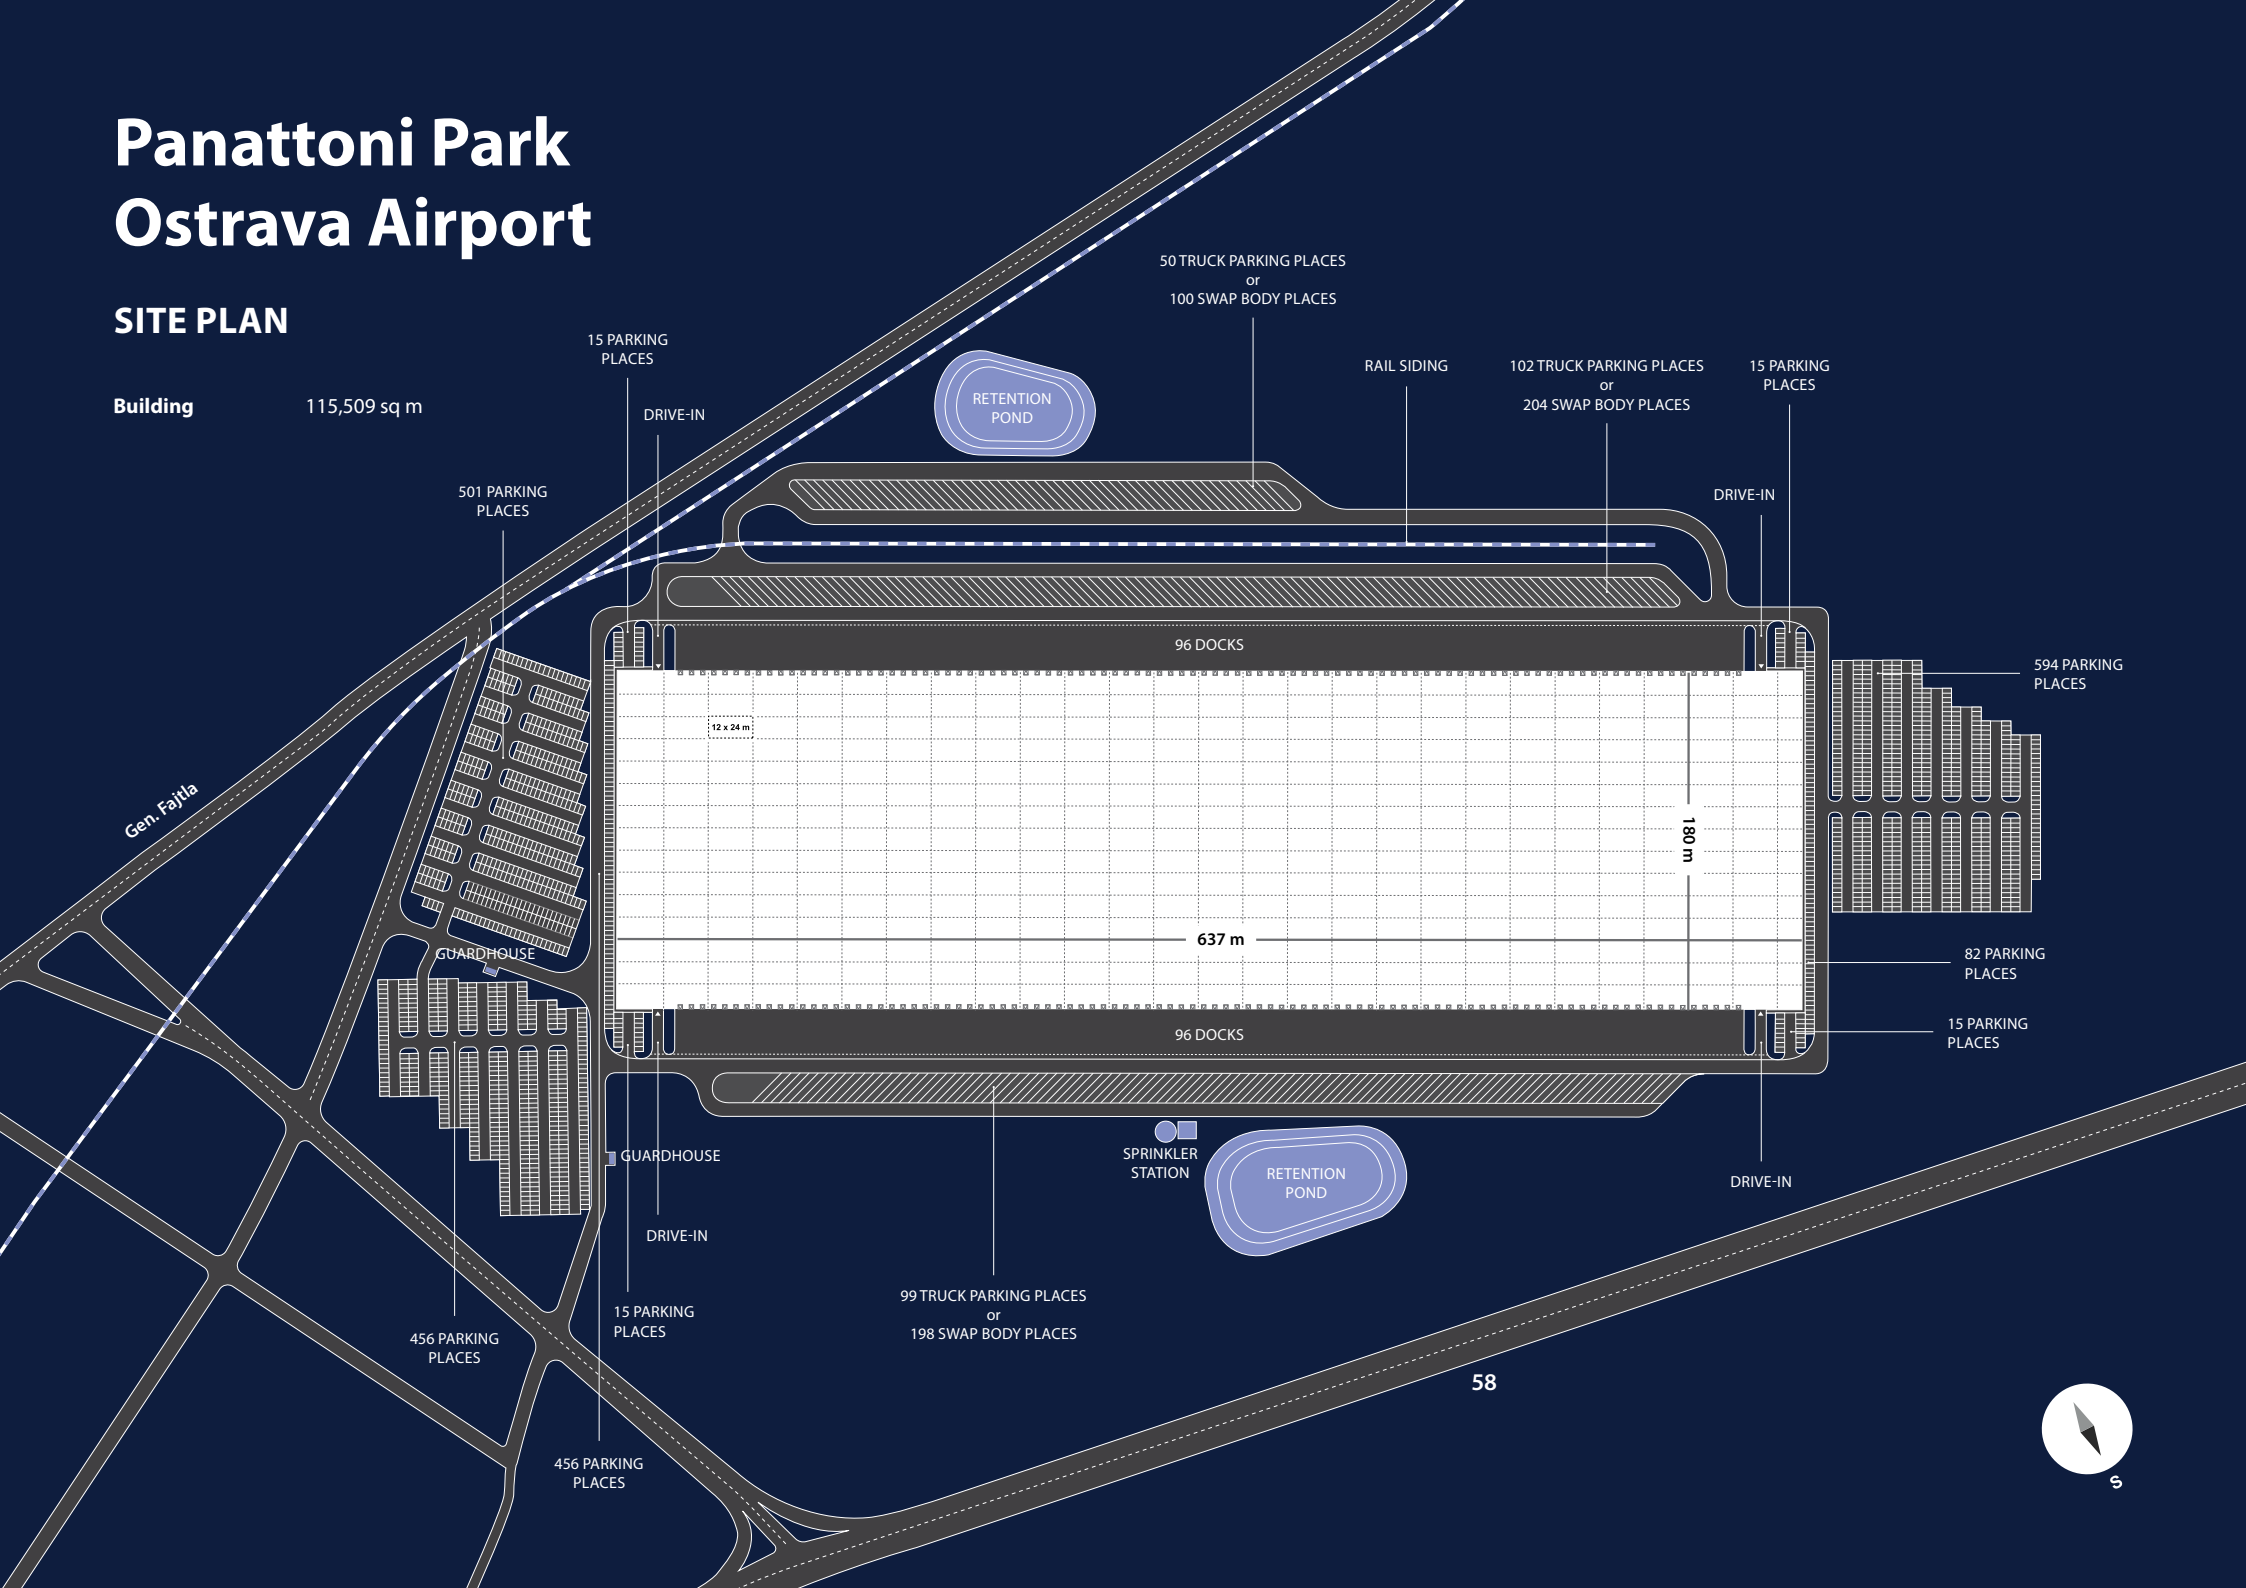 Panattoni Park
Ostrava Airport
SITE PLAN
Building 115,509 sq m
50 TRUCK PARKING PLACES
or
100 SWAP BODY PLACES
15 PARKING
PLACES
DRIVE-IN
RETENTION
POND
RAIL SIDING
102 TRUCK PARKING PLACES
or
204 SWAP BODY PLACES
15 PARKING
PLACES
501 PARKING
PLACES
DRIVE-IN
96 DOCKS
594 PARKING
PLACES
12 x 24 m
Gen. Fajtla
180 m
637 m
GUARDHOUSE
82 PARKING
PLACES
96 DOCKS
15 PARKING
PLACES
GUARDHOUSE
SPRINKLER
STATION
RETENTION
POND
DRIVE-IN
DRIVE-IN
99 TRUCK PARKING PLACES
or
198 SWAP BODY PLACES
15 PARKING
PLACES
456 PARKING
PLACES
58
456 PARKING
PLACES
S